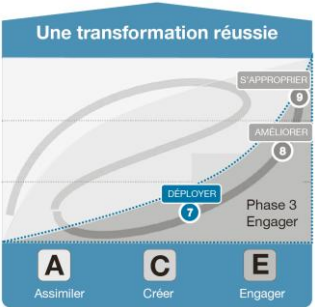 Une transformation réussie
S'APPROPRIER
9
AMÉLIORER
8
DÉPLOYER
7
Phase 3
Engager
A
C
E
Assimiler
Créer
Engager